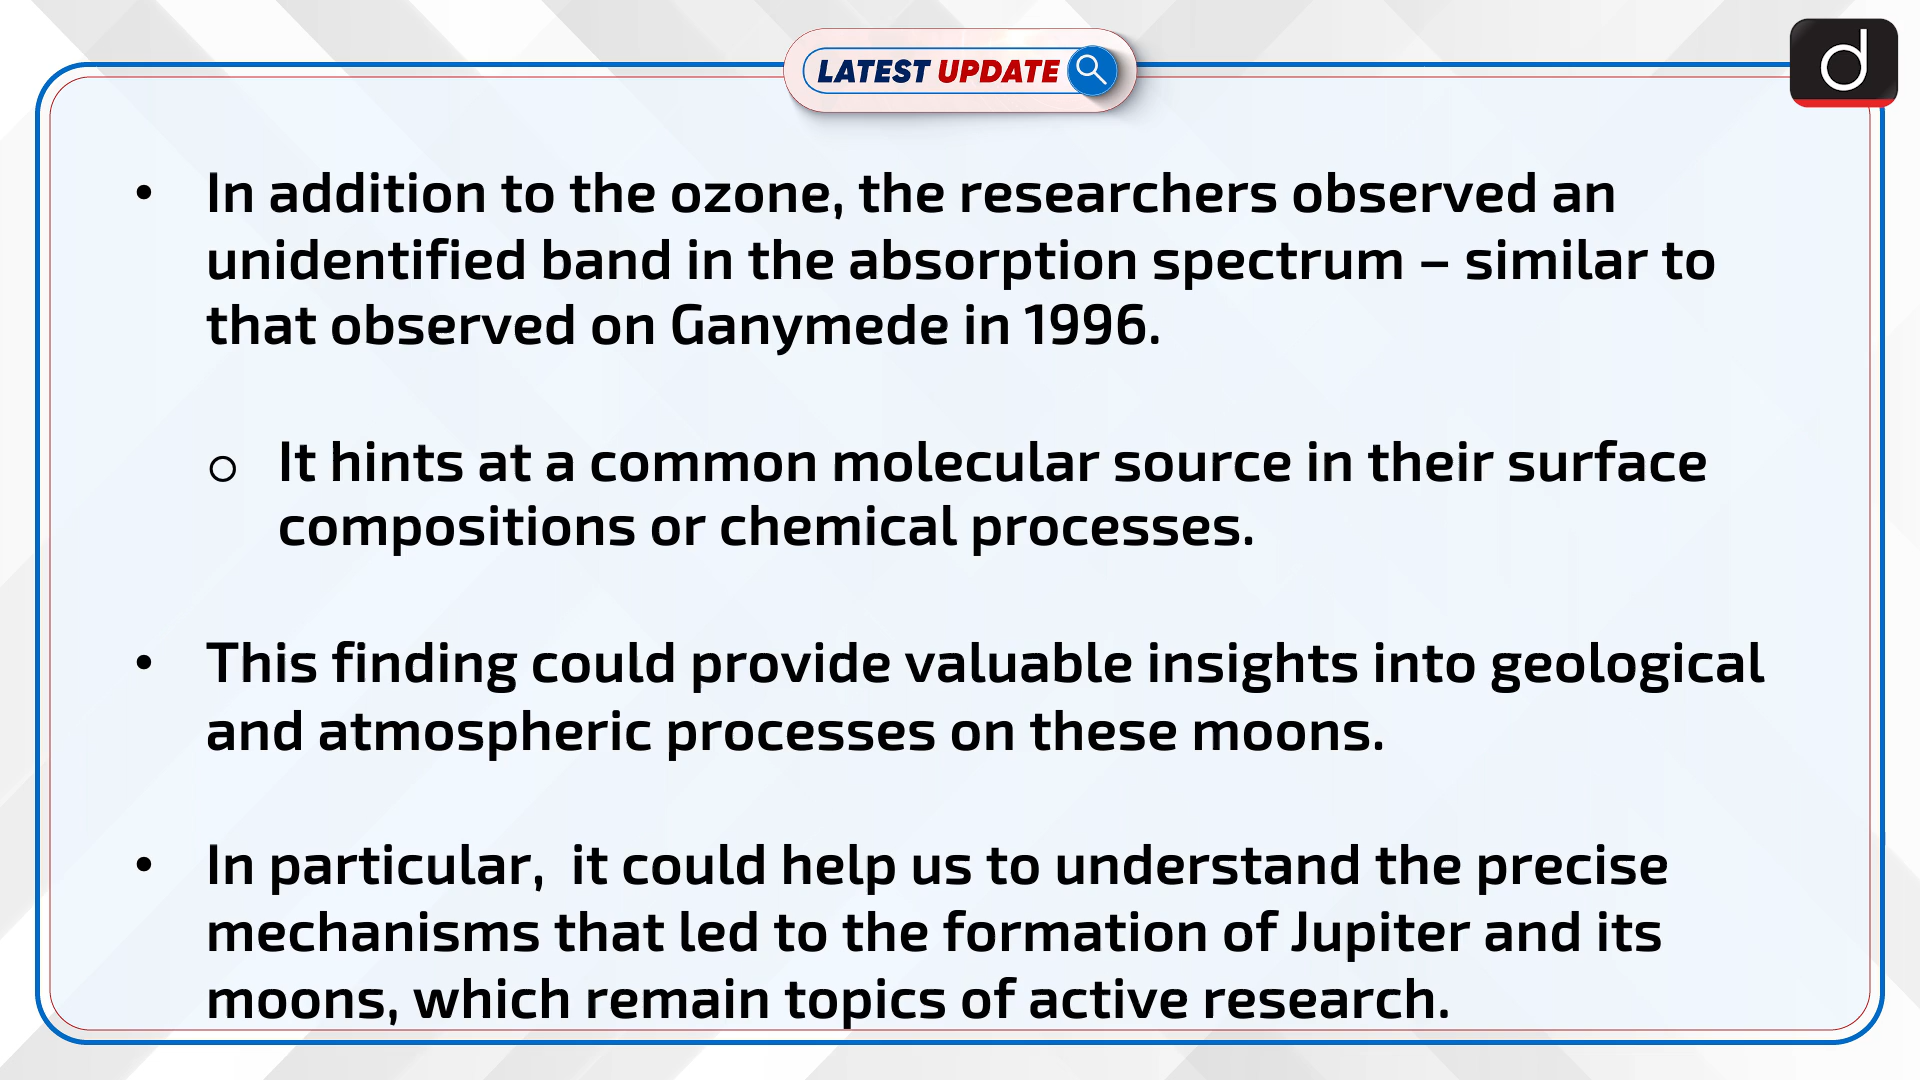 LATEST UPDATE
d
• In addition to the ozone, the researchers observed an
unidentified band in the absorption spectrum – similar to
that observed on Ganymede in 1996.
o It hints at a common molecular source in their surface
compositions or chemical processes.
• This finding could provide valuable insights into geological
and atmospheric processes on these moons.
• In particular,  it could help us to understand the precise
mechanisms that led to the formation of Jupiter and its
moons, which remain topics of active research.